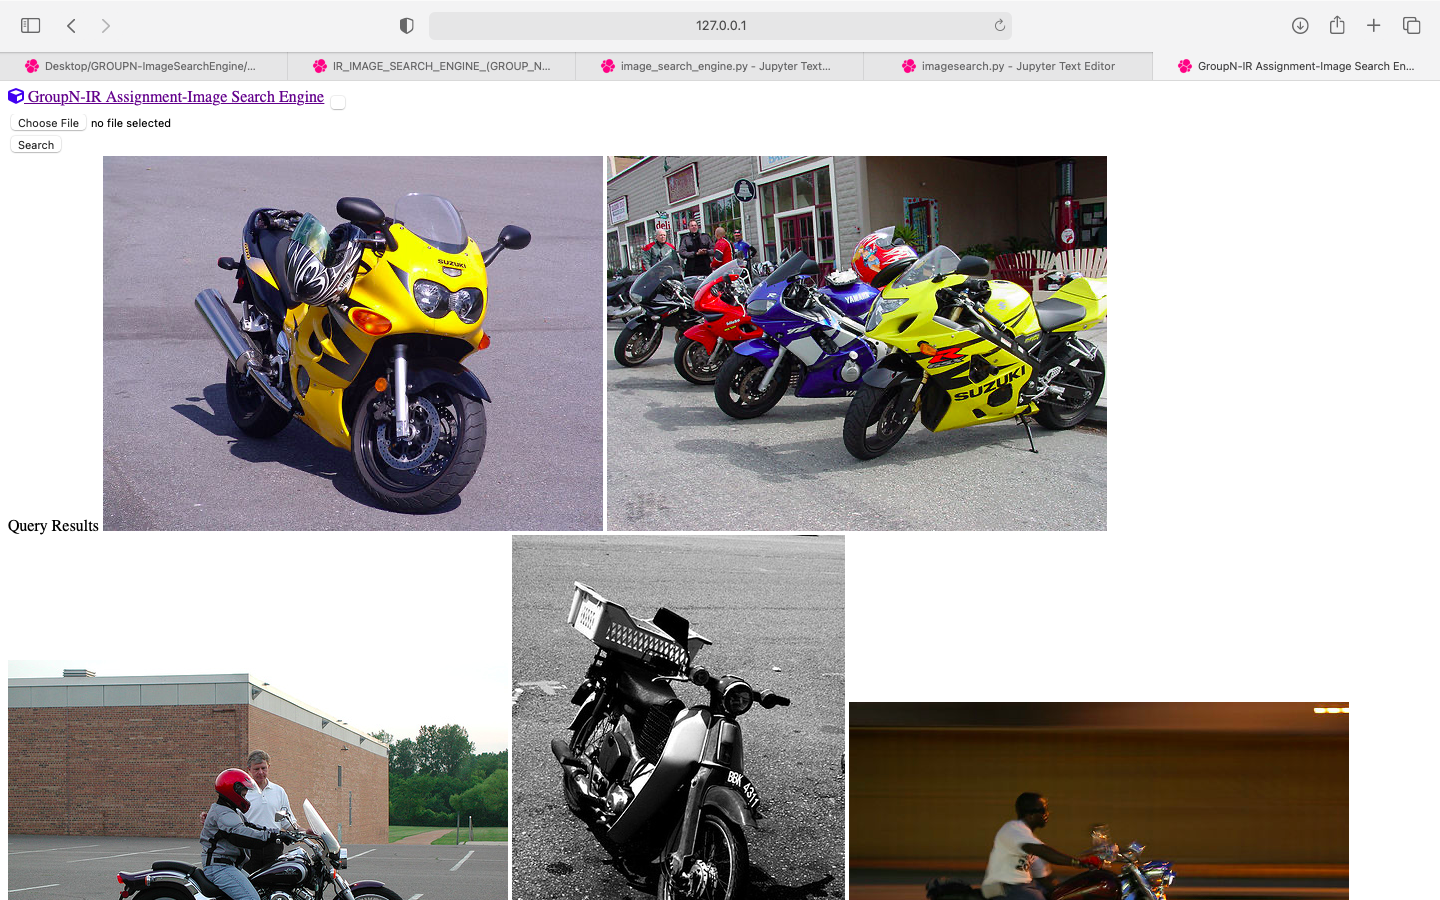 127.0.0.1
Desktop/GROUPN-ImageSearchEngine/...
IR_IMAGE_SEARCH_ENGINE_(GROUP_N...
image_search_engine.py - Jupyter Text...
imagesearch.py - Jupyter Text Editor
GroupN-IR Assignment-Image Search En...
GroupN-IR Assignment-Image Search Engine
Choose File no file selected
Search
SUZUKI
deli
YAMAHA
R
SUZUKI
Query Results
BBK 4311